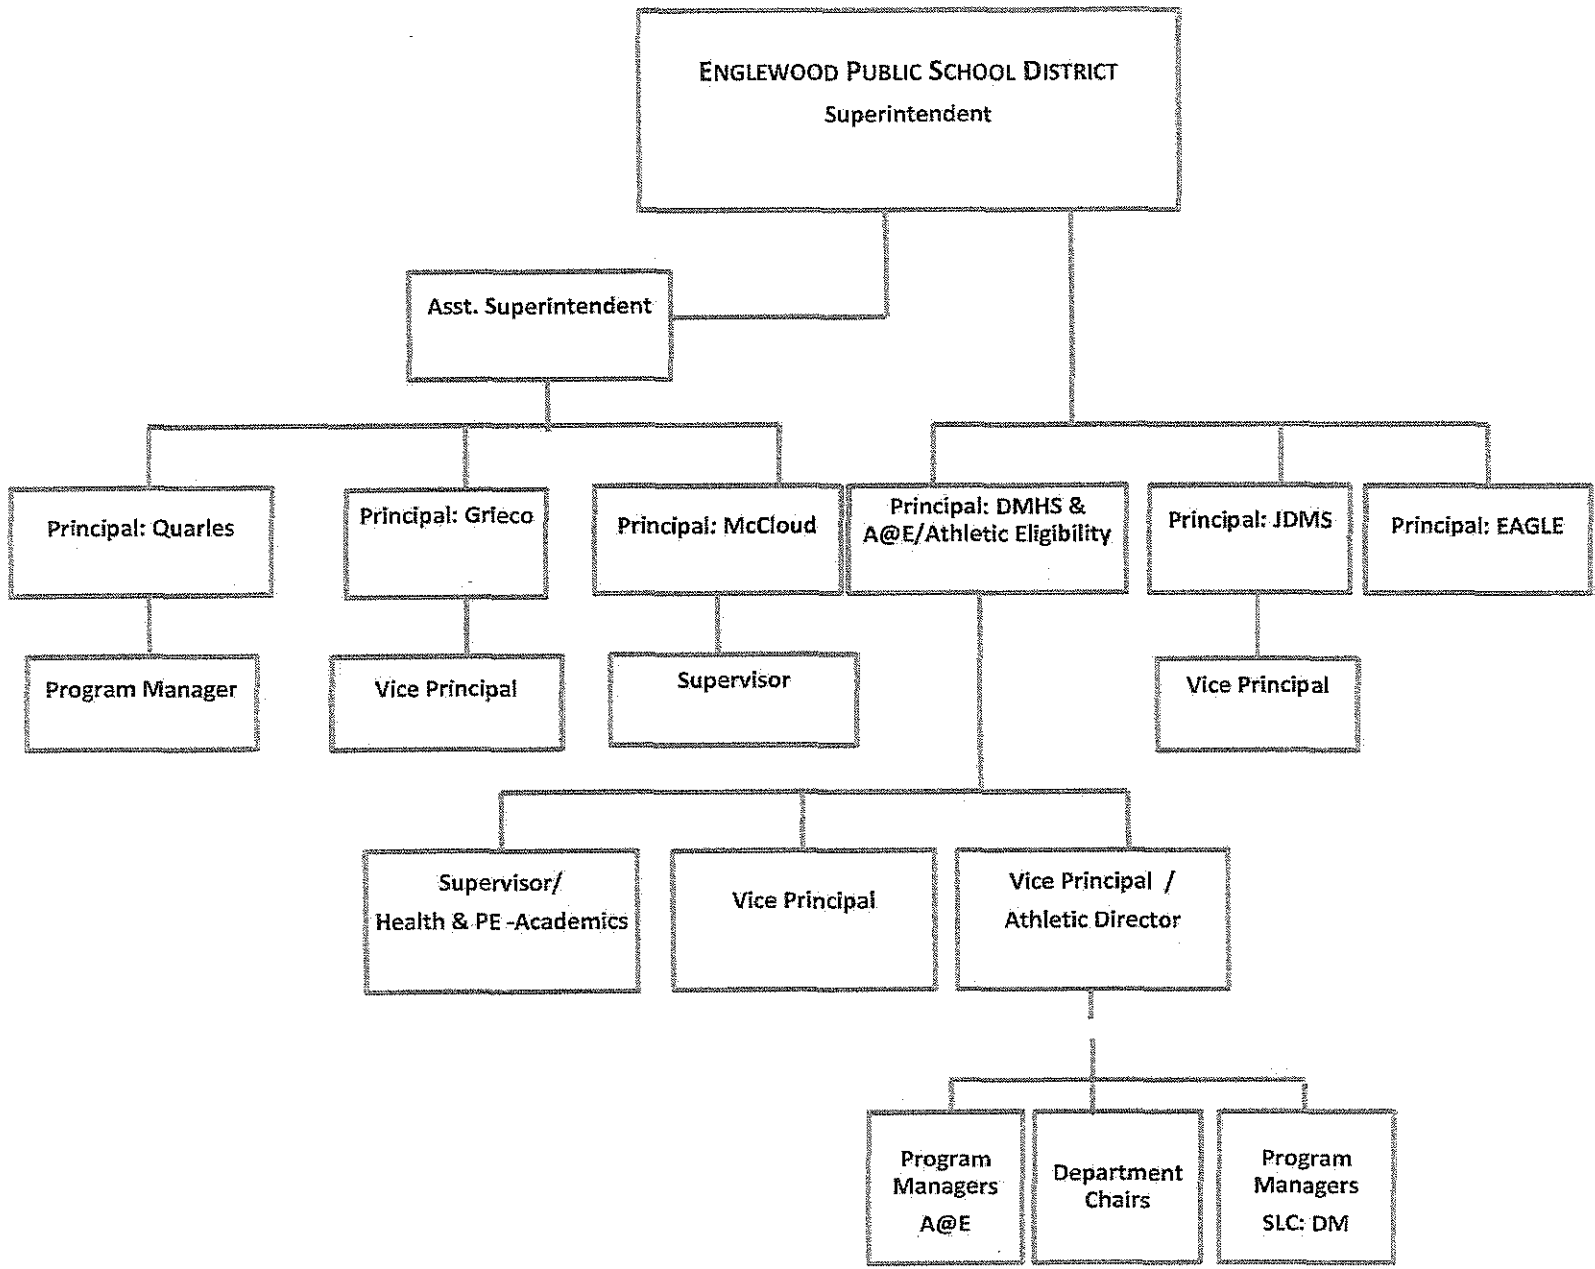 ENGLEWOOD PUBLIC SCHOOL DISTRICT
Superintendent
Asst. Superintendent
Principal: Quarles
Principal: Grieco
Principal: McCloud
Principal: DMHS &
A@E/Athletic Eligibility
Principal: JDMS
Principal: EAGLE
Program Manager
Vice Principal
Supervisor
Vice Principal
Supervisor/
Health & PE -Academics
Vice Principal
Vice Principal /
Athletic Director
Program
Managers
A@E
Department
Chairs
Program
Managers
SLC: DM